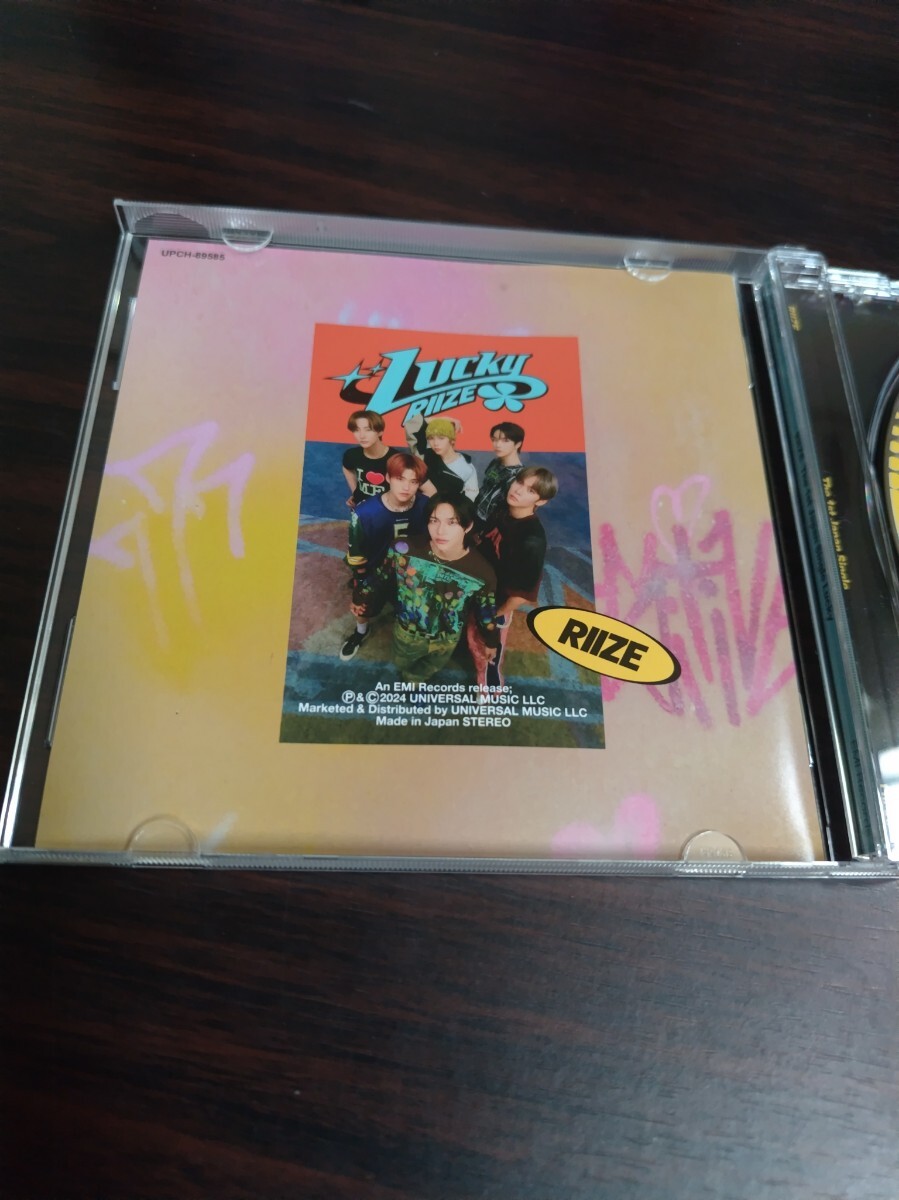 UPCH-89585
Lucky
RIIZE
I ♥
RIIZE
An EMI Records release;
Ⓟ&Ⓒ2024 UNIVERSAL MUSIC LLC
Marketed & Distributed by UNIVERSAL MUSIC LLC
Made in Japan STEREO
The 1st Japan Single